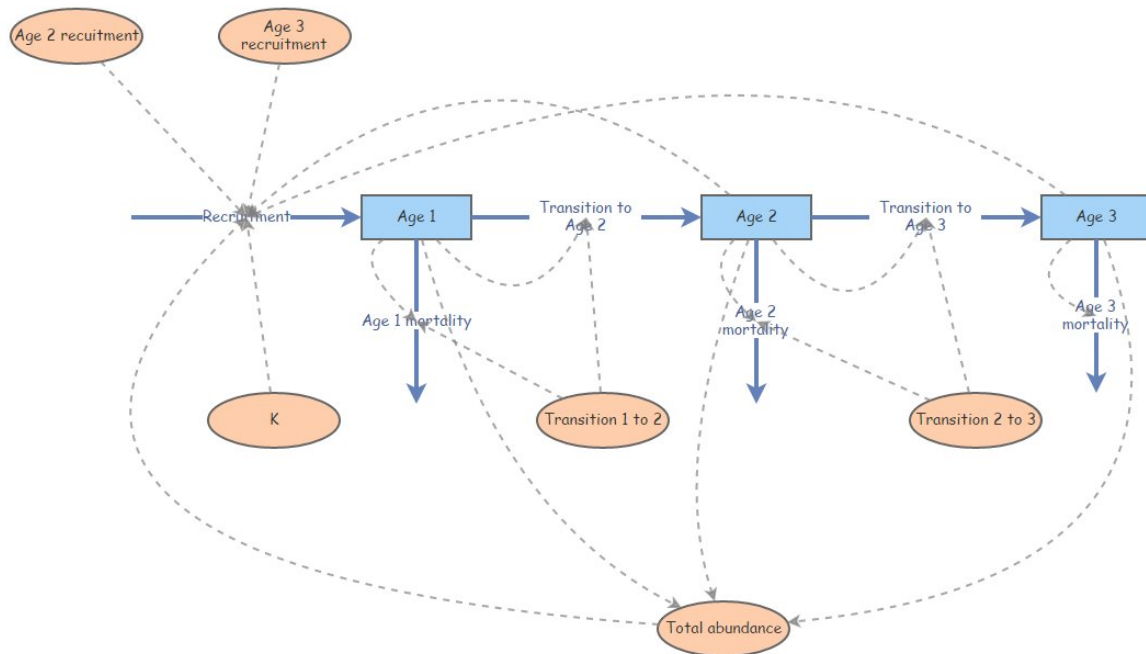 Age 2 recuitment
Age 3
recruitment
Recruitment
Age 1
Transition to
Age 2
Age 2
Transition to
Age 3
Age 3
Age 1 mortality
Age 2
mortality
Age 3
mortality
K
Transition 1 to 2
Transition 2 to 3
Total abundance